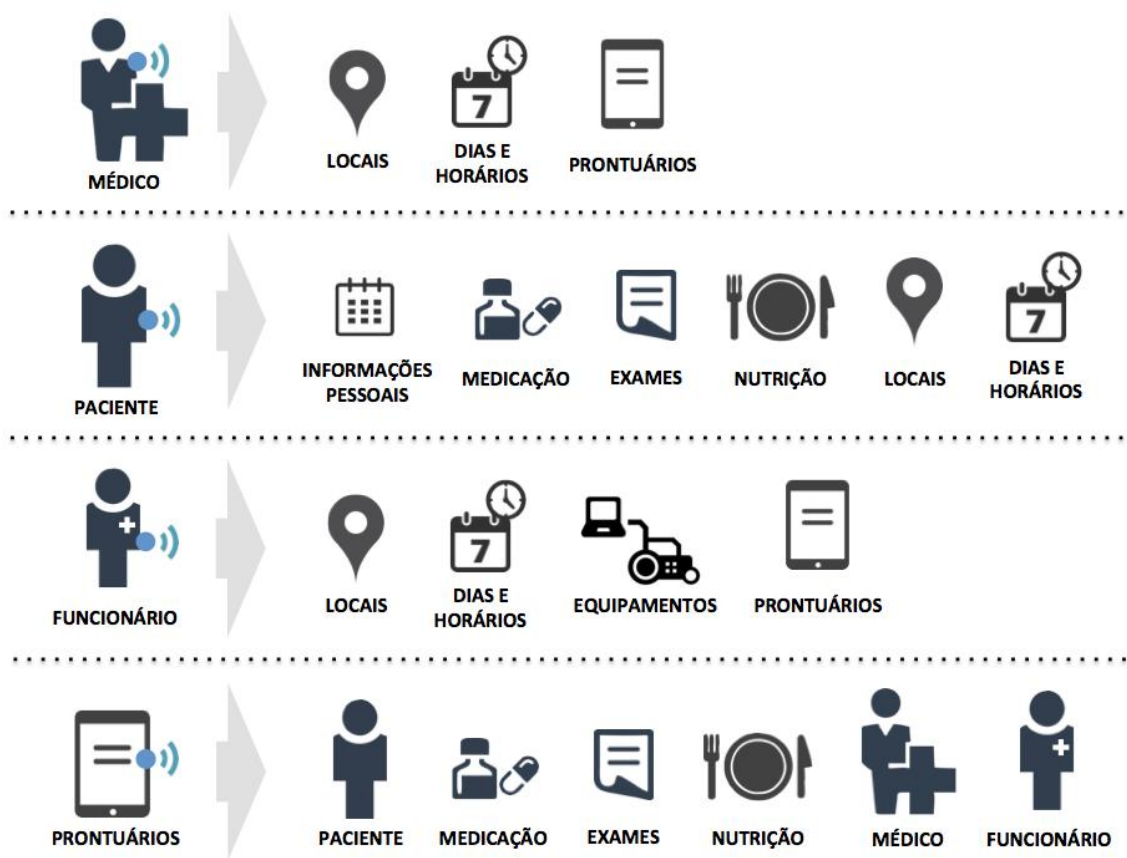 7
LOCAIS
DIAS E
HORÁRIOS
PRONTUÁRIOS
MÉDICO
7
INFORMAÇÕES
PESSOAIS
MEDICAÇÃO
EXAMES
NUTRIÇÃO
LOCAIS
DIAS E
HORÁRIOS
PACIENTE
7
LOCAIS
DIAS E
HORÁRIOS
EQUIPAMENTOS
PRONTUÁRIOS
FUNCIONÁRIO
PRONTUÁRIOS
PACIENTE
MEDICAÇÃO
EXAMES
NUTRIÇÃO
MÉDICO
FUNCIONÁRIO